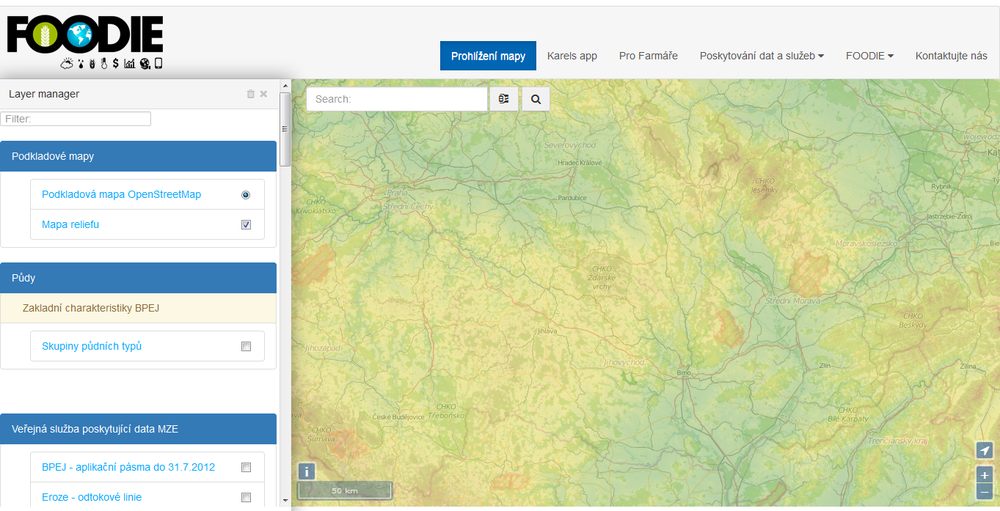 FOODIE
Prohlížení mapy
Karels app
Pro Farmáře
Poskytování dat a služeb
FOODIE
Kontaktujte nás
Layer manager
Filter:
Podkladové mapy
Podkladová mapa OpenStreetMap
Mapa reliefu
Půdy
Zakladní charakteristiky BPEJ
Skupiny půdních typů
Veřejná služba poskytující data MZE
BPEJ - aplikační pásma do 31.7.2012
Eroze - odtokové linie
Search:
Severovýchod
Hradec Králové
Praha
Střední Čechy
CHKO
Křivoklátsko
Pardubice
CHKO
Jeseníky
województwo
Kat
Rybnik
Ty
Jastrzębie-Zdrój
Moravskoslezsko
Bie
CHKO
Žďárské
vrchy
Střední Morava
CHKO
Beskydy
Jihlava
Jihozápad
Jihovýchod
Brno
Zlín
Žilina
CHKO
Třeboňsko
České Budějovice
CHKO
Šumava
CHKO
Bílé Karpaty
Trenčiansky kraj
i
50 km
+
−